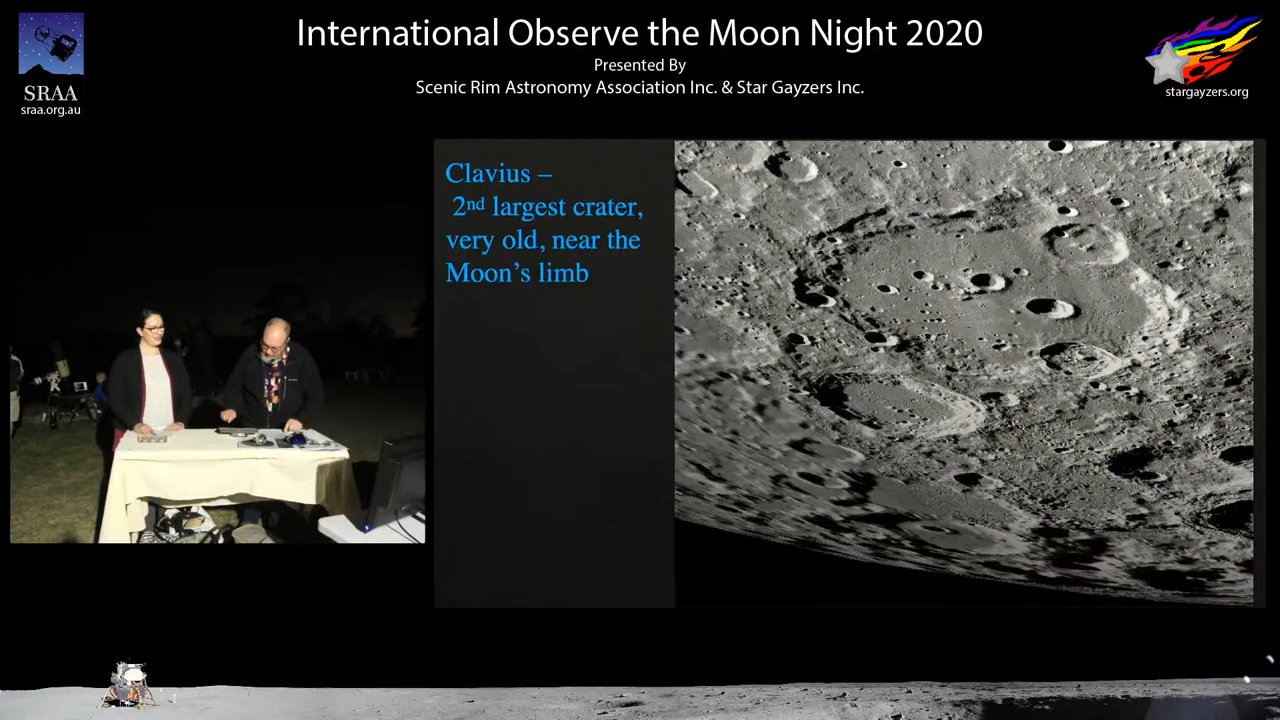 International Observe the Moon Night 2020
Presented By
Scenic Rim Astronomy Association Inc. & Star Gayzers Inc.
SRAA
sraa.org.au
stargayzers.org
Clavius –
2nd largest crater,
very old, near the
Moon’s limb